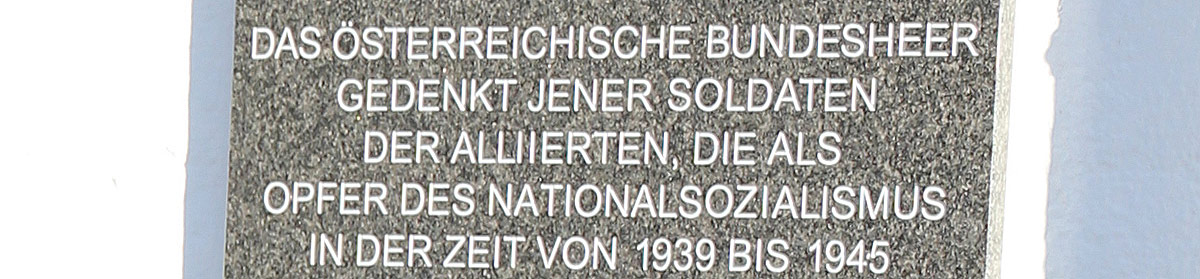 DAS ÖSTERREICHISCHE BUNDESHEER
GEDENKT JENER SOLDATEN
DER ALLIIERTEN, DIE ALS
OPFER DES NATIONALSOZIALISMUS
IN DER ZEIT VON 1939 BIS 1945